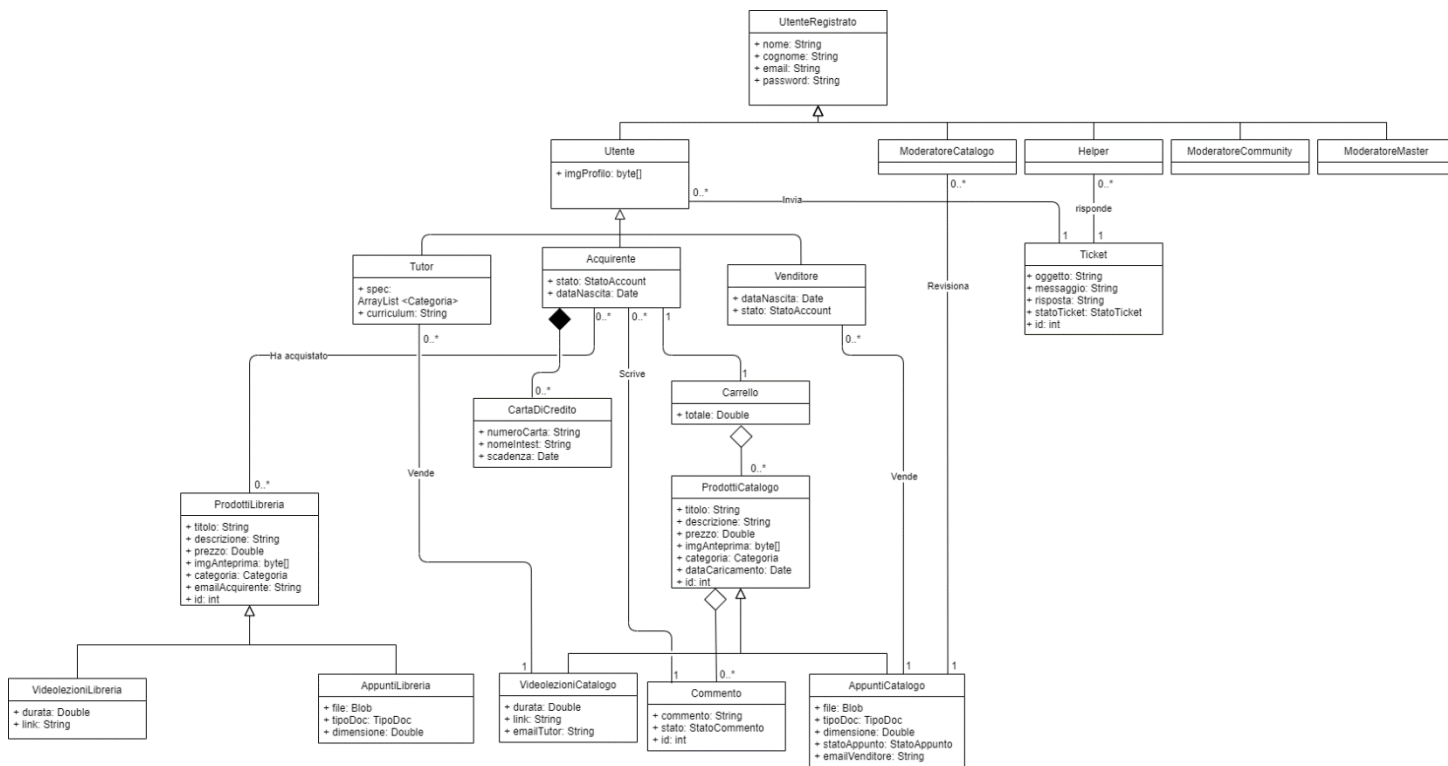 UtenteRegistrato
+ nome: String
+ cognome: String
+ email: String
+ password: String
Utente
+ imgProfilo: byte[]
ModeratoreCatalogo
Helper
ModeratoreCommunity
ModeratoreMaster
0..*
Invia
0..*
0..*
risponde
1
1
Tutor
+ spec:
ArrayList <Categoria>
+ curriculum: String
Acquirente
+ stato: StatoAccount
+ dataNascita: Date
Venditore
+ dataNascita: Date
+ stato: StatoAccount
Ticket
+ oggetto: String
+ messaggio: String
+ risposta: String
+ statoTicket: StatoTicket
+ id: int
Revisiona
0..*
0..*
0..*
1
0..*
Ha acquistato
Scrive
1
0..*
CartaDiCredito
+ numeroCarta: String
+ nomeIntest: String
+ scadenza: Date
Carrello
+ totale: Double
Vende
0..*
Vende
0..*
ProdottiLibreria
+ titolo: String
+ descrizione: String
+ prezzo: Double
+ imgAnteprima: byte[]
+ categoria: Categoria
+ emailAcquirente: String
+ id: int
ProdottiCatalogo
+ titolo: String
+ descrizione: String
+ prezzo: Double
+ imgAnteprima: byte[]
+ categoria: Categoria
+ dataCaricamento: Date
+ id: int
1
1
0..*
1
1
VideolezioniLibreria
+ durata: Double
+ link: String
AppuntiLibreria
+ file: Blob
+ tipoDoc: TipoDoc
+ dimensione: Double
VideolezioniCatalogo
+ durata: Double
+ link: String
+ emailTutor: String
Commento
+ commento: String
+ stato: StatoCommento
+ id: int
AppuntiCatalogo
+ file: Blob
+ tipoDoc: TipoDoc
+ dimensione: Double
+ statoAppunto: StatoAppunto
+ emailVenditore: String